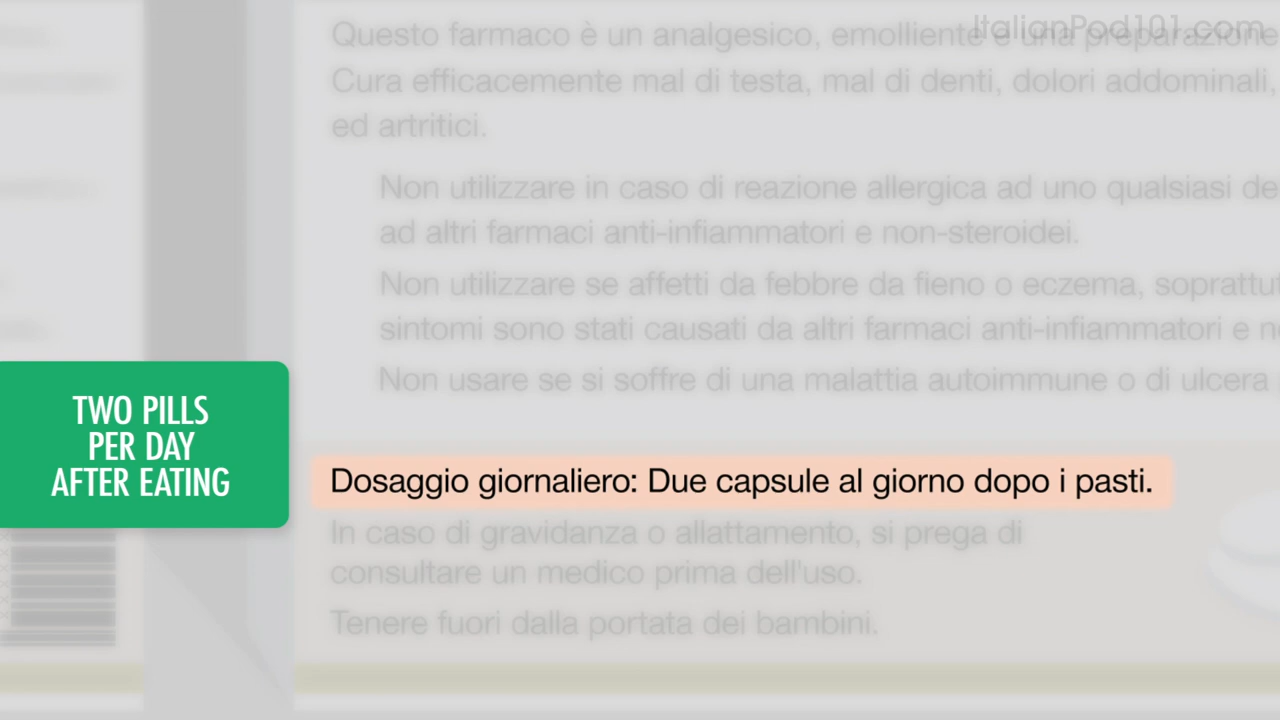 ItalianPod101.com
Questo farmaco è un analgesico, emolliente e una preparazione
Cura efficacemente mal di testa, mal di denti, dolori addominali,
ed artritici.
Non utilizzare in caso di reazione allergica ad uno qualsiasi de
ad altri farmaci anti-infiammatori e non-steroidei.
Non utilizzare se affetti da febbre da fieno o eczema, soprattut
sintomi sono stati causati da altri farmaci anti-infiammatori e n
Non usare se si soffre di una malattia autoimmune o di ulcera
TWO PILLS
PER DAY
AFTER EATING
Dosaggio giornaliero: Due capsule al giorno dopo i pasti.
In caso di gravidanza o allattamento, si prega di
consultare un medico prima dell'uso.
Tenere fuori dalla portata dei bambini.